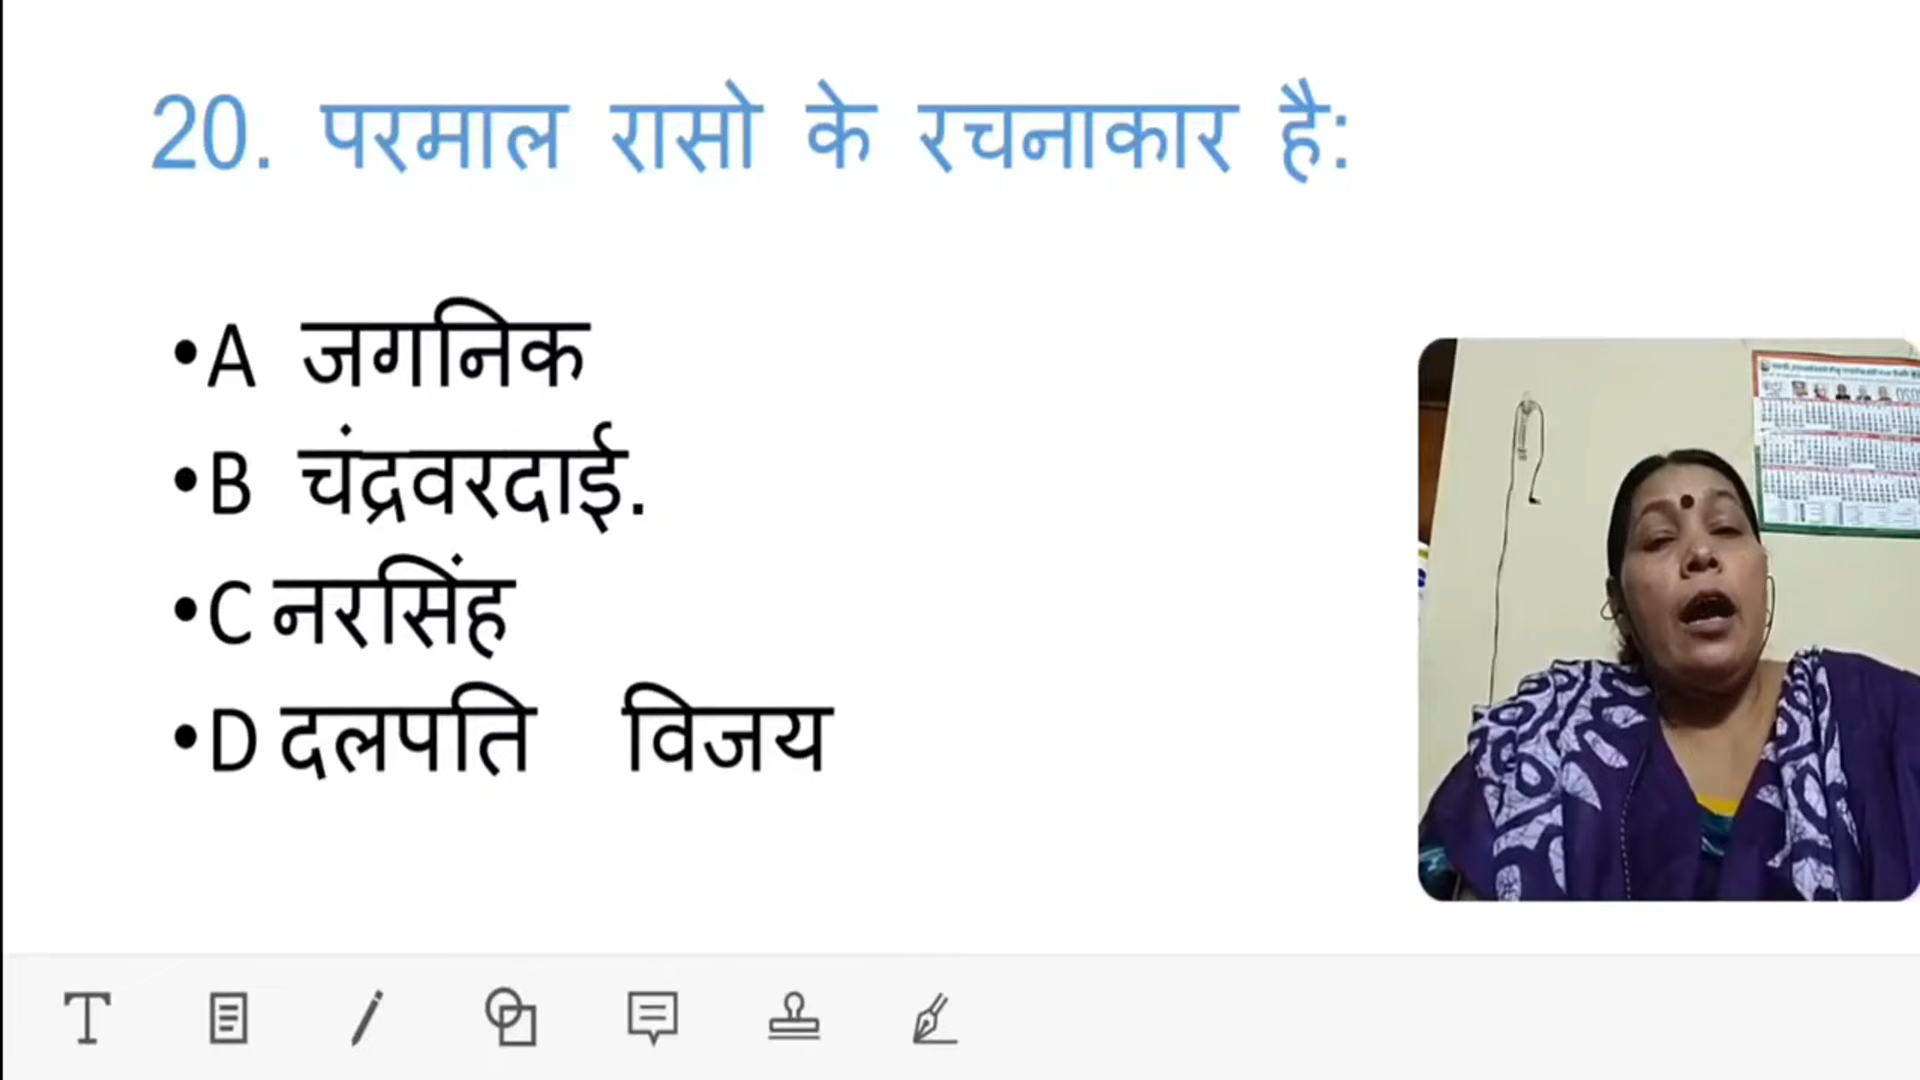 20. परमाल रासो के रचनाकार है:
•A जगनिक
•B चंद्रवरदाई.
•C नरसिंह
•D दलपति विजय
T